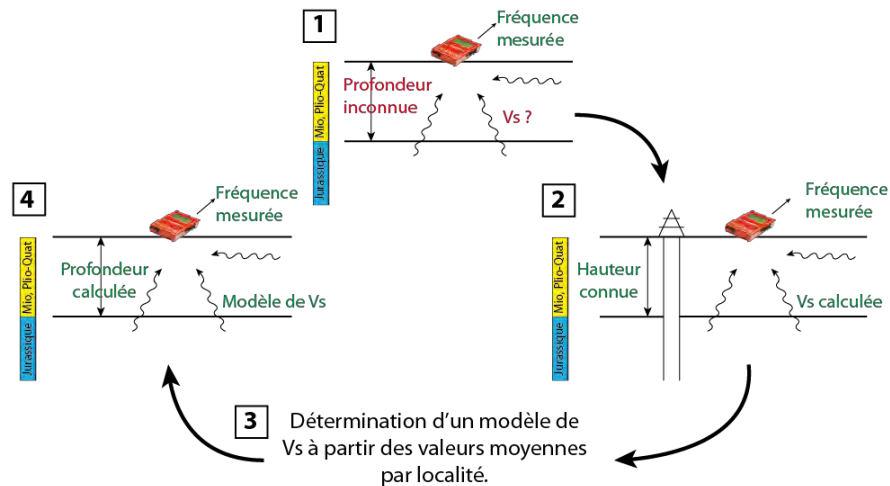 1
Fréquence
mesurée
Mio, Plio-Quat
Jurassique
Profondeur
inconnue
Vs ?
2
Fréquence
mesurée
Mio, Plio-Quat
Jurassique
Hauteur
connue
Vs calculée
3
Détermination d'un modèle de
Vs à partir des valeurs moyennes
par localité.
4
Fréquence
mesurée
Mio, Plio-Quat
Jurassique
Profondeur
calculée
Modèle de Vs